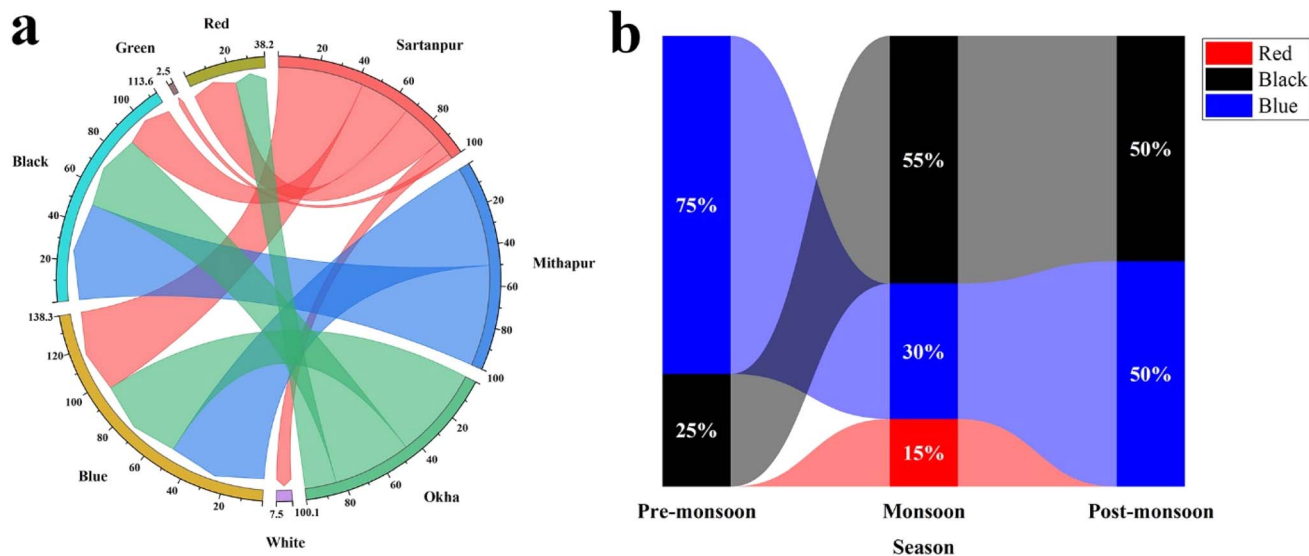 a
Red
38.2
20
Green
2.5
Sartanpur
20
40
60
80
100
Mithapur
20
40
60
80
100
Okha
20
40
60
80
100.1
White
7.5
Blue
20
40
60
80
100
120
138.3
Black
20
40
60
80
100
113.6
b
75%
25%
55%
30%
15%
50%
50%
Red
Black
Blue
Pre-monsoon Monsoon Post-monsoon
Season